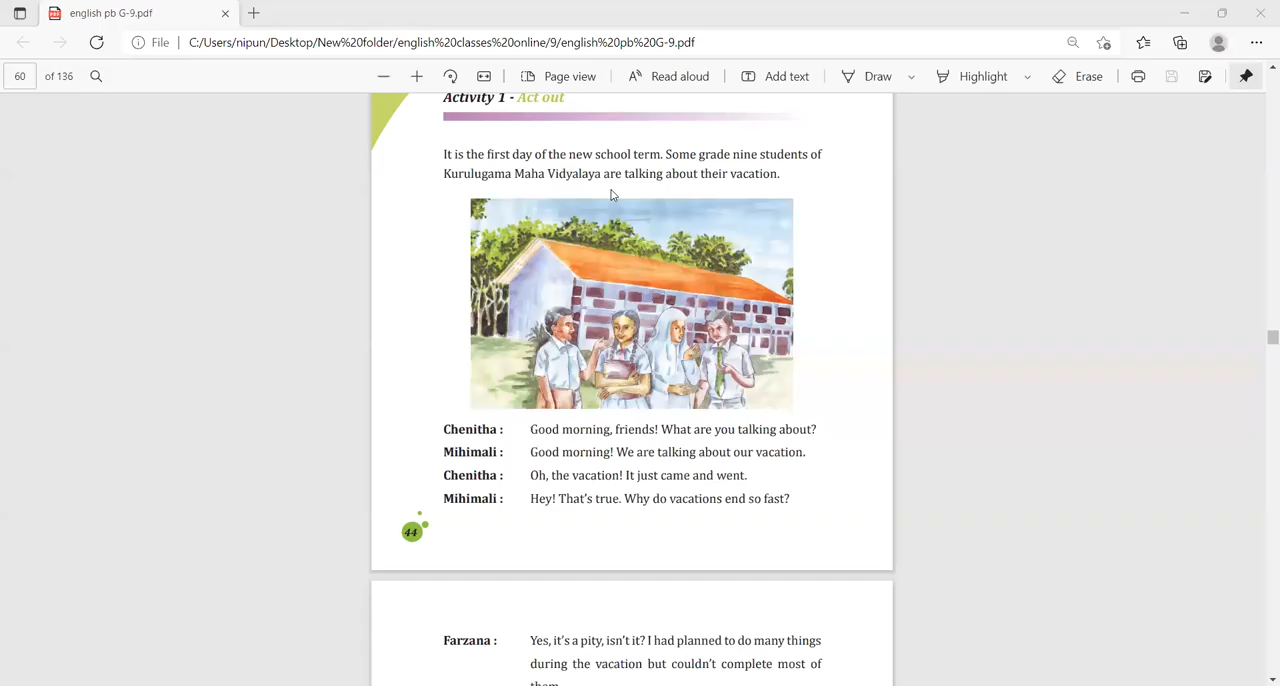 english pb G-9.pdf
File
C:/Users/nipun/Desktop/New%20folder/english%20classes%20online/9/english%20pb%20G-9.pdf
60 of 136
Page view
Read aloud
Add text
Draw
Highlight
Erase
Activity 1 - Act out
It is the first day of the new school term. Some grade nine students of
Kurulugama Maha Vidyalaya are talking about their vacation.
Chenitha : Good morning, friends! What are you talking about?
Mihimali : Good morning! We are talking about our vacation.
Chenitha : Oh, the vacation! It just came and went.
Mihimali : Hey! That's true. Why do vacations end so fast?
44
Farzana : Yes, it's a pity, isn't it? I had planned to do many things
during the vacation but couldn't complete most of
them